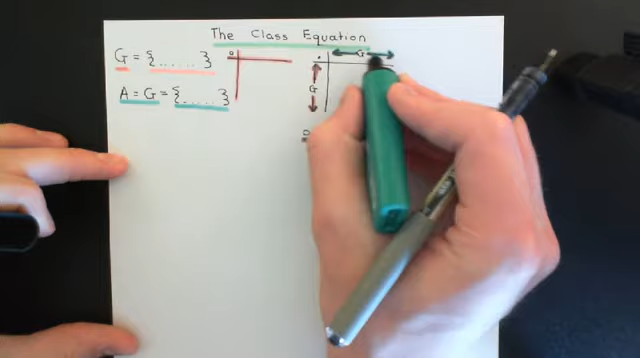 The Class Equation
G = {......}
o
. G
A = G = {.....}
G